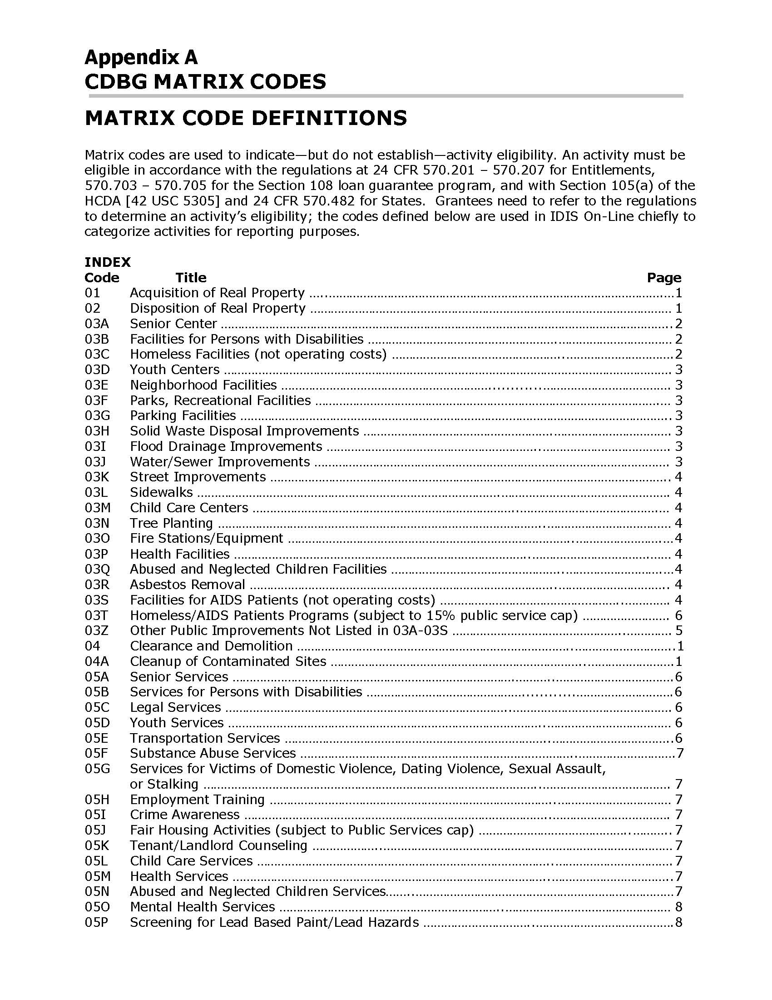 Appendix A
CDBG MATRIX CODES
MATRIX CODE DEFINITIONS
Matrix codes are used to indicate—but do not establish—activity eligibility. An activity must be
eligible in accordance with the regulations at 24 CFR 570.201 – 570.207 for Entitlements,
570.703 – 570.705 for the Section 108 loan guarantee program, and with Section 105(a) of the
HCDA [42 USC 5305] and 24 CFR 570.482 for States.  Grantees need to refer to the regulations
to determine an activity’s eligibility; the codes defined below are used in IDIS On-Line chiefly to
categorize activities for reporting purposes.
INDEX
Code Title Page
01 Acquisition of Real Property ........ 1
02 Disposition of Real Property ........ 1
03A Senior Center ........ 2
03B Facilities for Persons with Disabilities ........ 2
03C Homeless Facilities (not operating costs) ........ 2
03D Youth Centers ........ 3
03E Neighborhood Facilities ........ 3
03F Parks, Recreational Facilities ........ 3
03G Parking Facilities ........ 3
03H Solid Waste Disposal Improvements ........ 3
03I Flood Drainage Improvements ........ 3
03J Water/Sewer Improvements ........ 3
03K Street Improvements ........ 4
03L Sidewalks ........ 4
03M Child Care Centers ........ 4
03N Tree Planting ........ 4
03O Fire Stations/Equipment ........ 4
03P Health Facilities ........ 4
03Q Abused and Neglected Children Facilities ........ 4
03R Asbestos Removal ........ 4
03S Facilities for AIDS Patients (not operating costs) ........ 4
03T Homeless/AIDS Patients Programs (subject to 15% public service cap) ........ 6
03Z Other Public Improvements Not Listed in 03A-03S ........ 5
04 Clearance and Demolition ........ 1
04A Cleanup of Contaminated Sites ........ 1
05A Senior Services ........ 6
05B Services for Persons with Disabilities ........ 6
05C Legal Services ........ 6
05D Youth Services ........ 6
05E Transportation Services ........ 6
05F Substance Abuse Services ........ 7
05G Services for Victims of Domestic Violence, Dating Violence, Sexual Assault,
or Stalking ........ 7
05H Employment Training ........ 7
05I Crime Awareness ........ 7
05J Fair Housing Activities (subject to Public Services cap) ........ 7
05K Tenant/Landlord Counseling ........ 7
05L Child Care Services ........ 7
05M Health Services ........ 7
05N Abused and Neglected Children Services ........ 7
05O Mental Health Services ........ 8
05P Screening for Lead Based Paint/Lead Hazards ........ 8